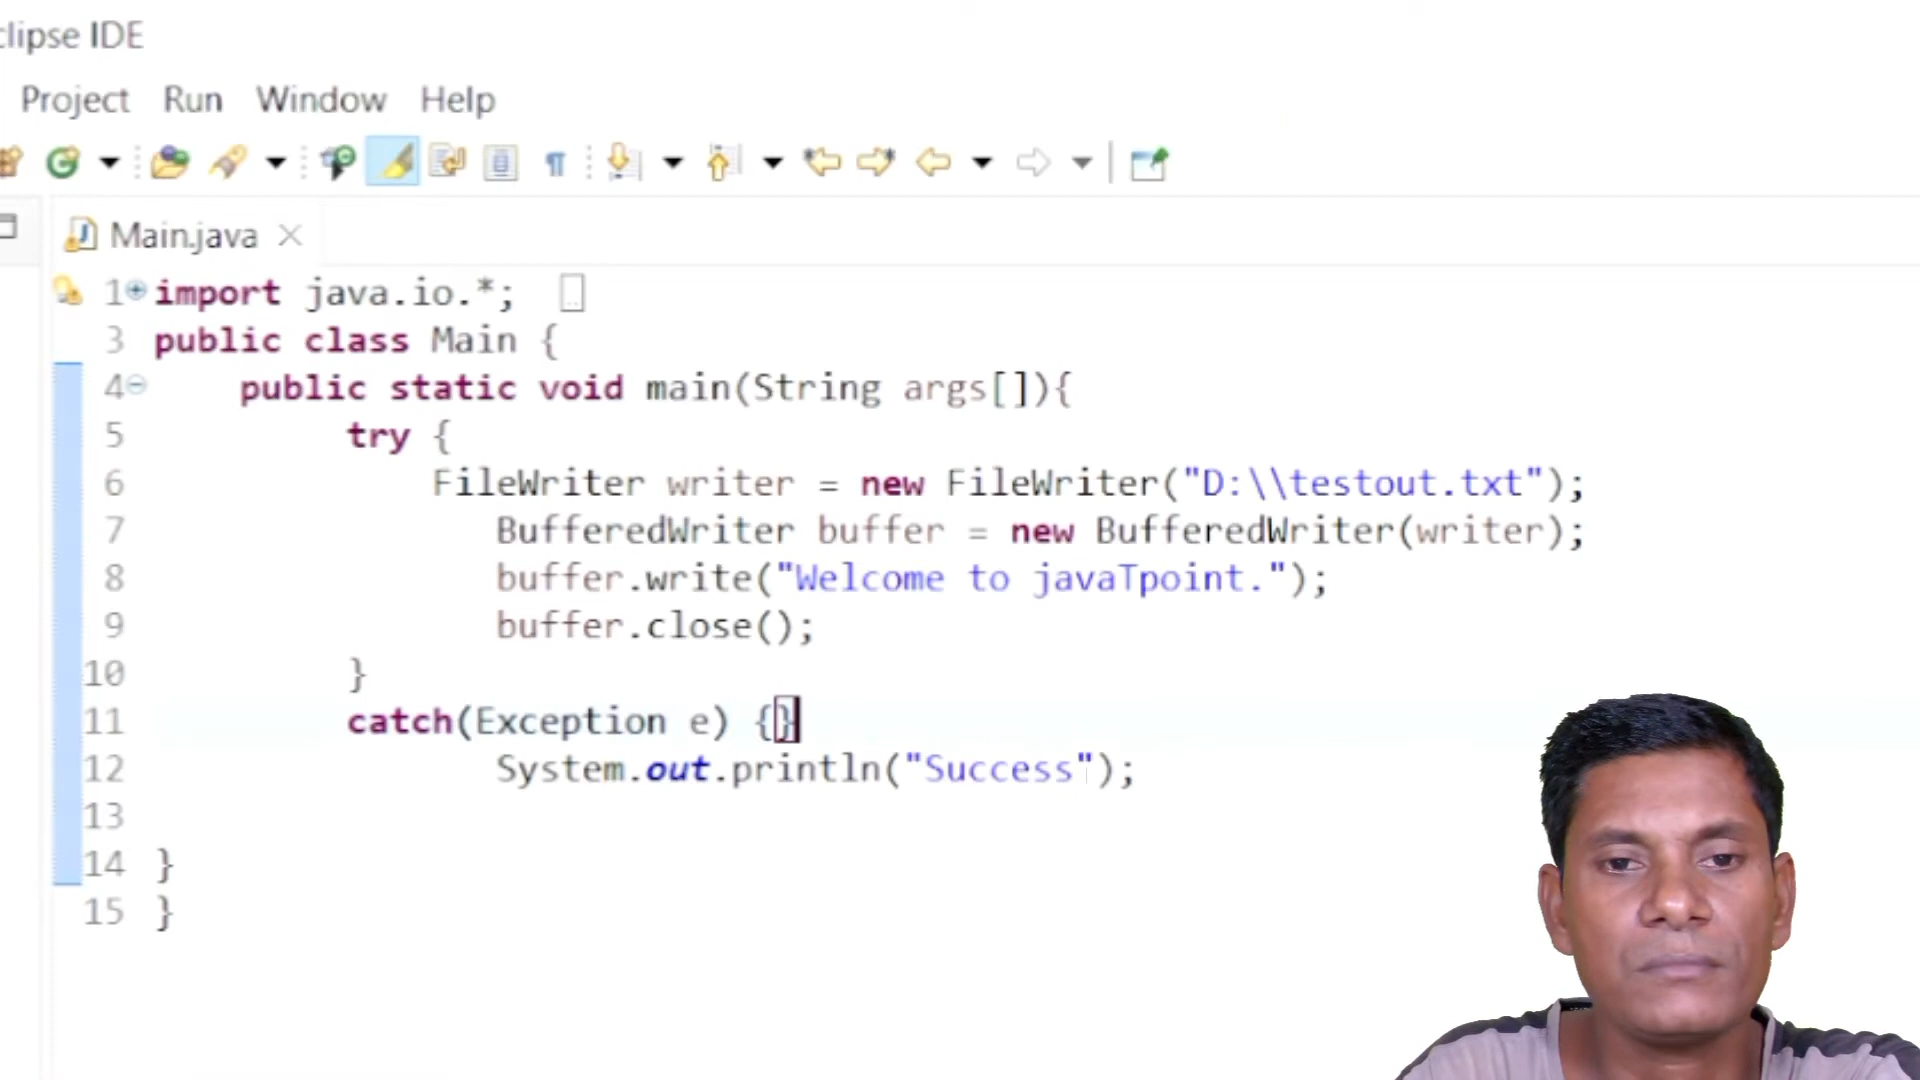 clipse IDE
Project Run Window Help
Main.java
1 import java.io.*;
3 public class Main {
4 public static void main(String args[]){
5 try {
6 FileWriter writer = new FileWriter("D:\\testout.txt");
7 BufferedWriter buffer = new BufferedWriter(writer);
8 buffer.write("Welcome to javaTpoint.");
9 buffer.close();
10 }
11 catch(Exception e) {}
12 System.out.println("Success");
13
14 }
15 }